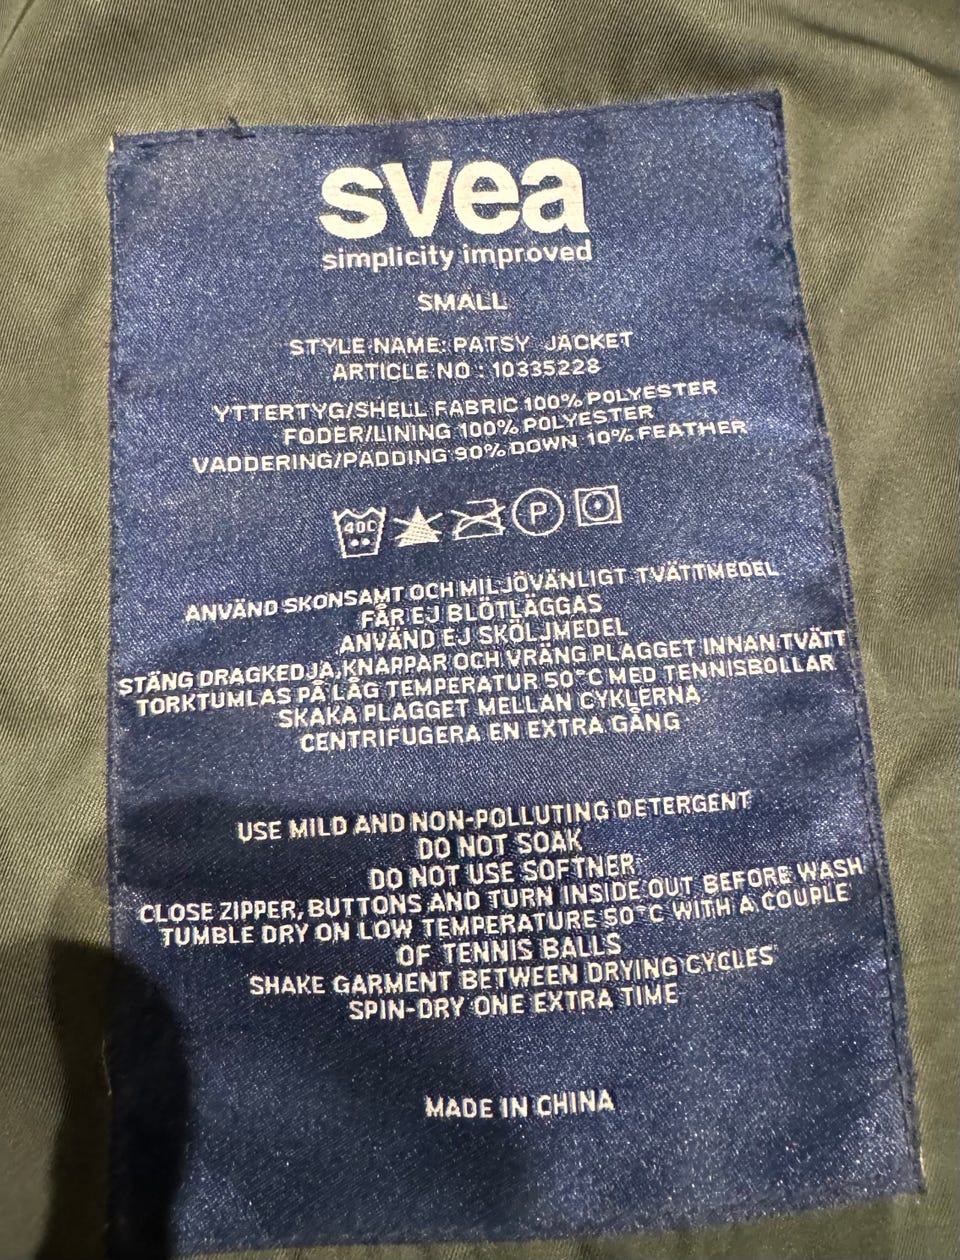 svea
simplicity improved
SMALL
STYLE NAME: PATSY JACKET
ARTICLE NO : 10335228
YTTERTYG/SHELL FABRIC 100% POLYESTER
FODER/LINING 100% POLYESTER
VADDERING/PADDING 90% DOWN 10% FEATHER
40C P
ANVÄND SKONSAMT OCH MILJÖVÄNLIGT TVÄTTMEDEL
FÅR EJ BLÖTLÄGGAS
ANVÄND EJ SKÖLJMEDEL
STÄNG DRAGKEDJA, KNAPPAR OCH VRÄNG PLAGGET INNAN TVÄTT
TORKTUMLAS PÅ LÅG TEMPERATUR 50°C MED TENNISBOLLAR
SKAKA PLAGGET MELLAN CYKLERNA
CENTRIFUGERA EN EXTRA GÅNG
USE MILD AND NON-POLLUTING DETERGENT
DO NOT SOAK
DO NOT USE SOFTNER
CLOSE ZIPPER, BUTTONS AND TURN INSIDE OUT BEFORE WASH
TUMBLE DRY ON LOW TEMPERATURE 50°C WITH A COUPLE
OF TENNIS BALLS
SHAKE GARMENT BETWEEN DRYING CYCLES
SPIN-DRY ONE EXTRA TIME
MADE IN CHINA